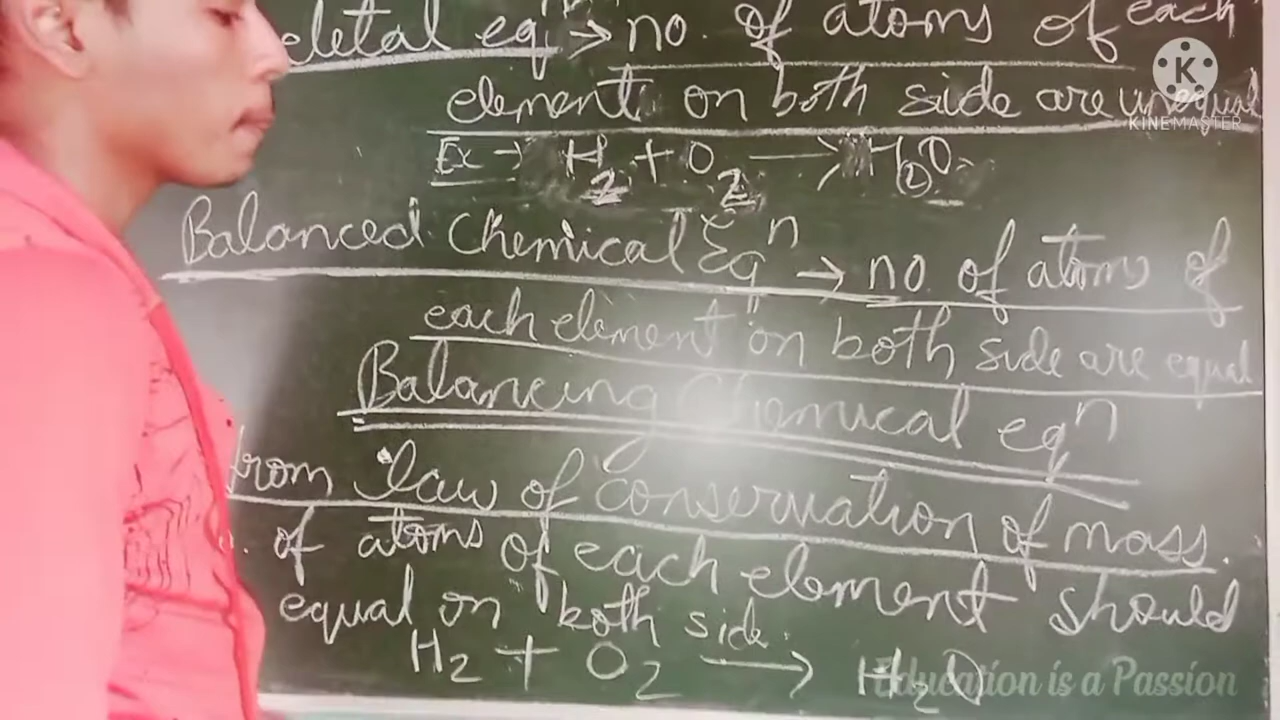 eletal eqⁿ → no. of atoms of each
element on both side are unequal
K
KINEMASTER
Ex → H₂ + O₂ → H₂O
Balanced Chemical Eqⁿ → no. of atoms of
each element on both side are equal
Balancing Chemical eqⁿ
from law of conservation of mass.
of atoms of each element should
equal on both side.
H₂ + O₂ → H₂O
Education is a Passion